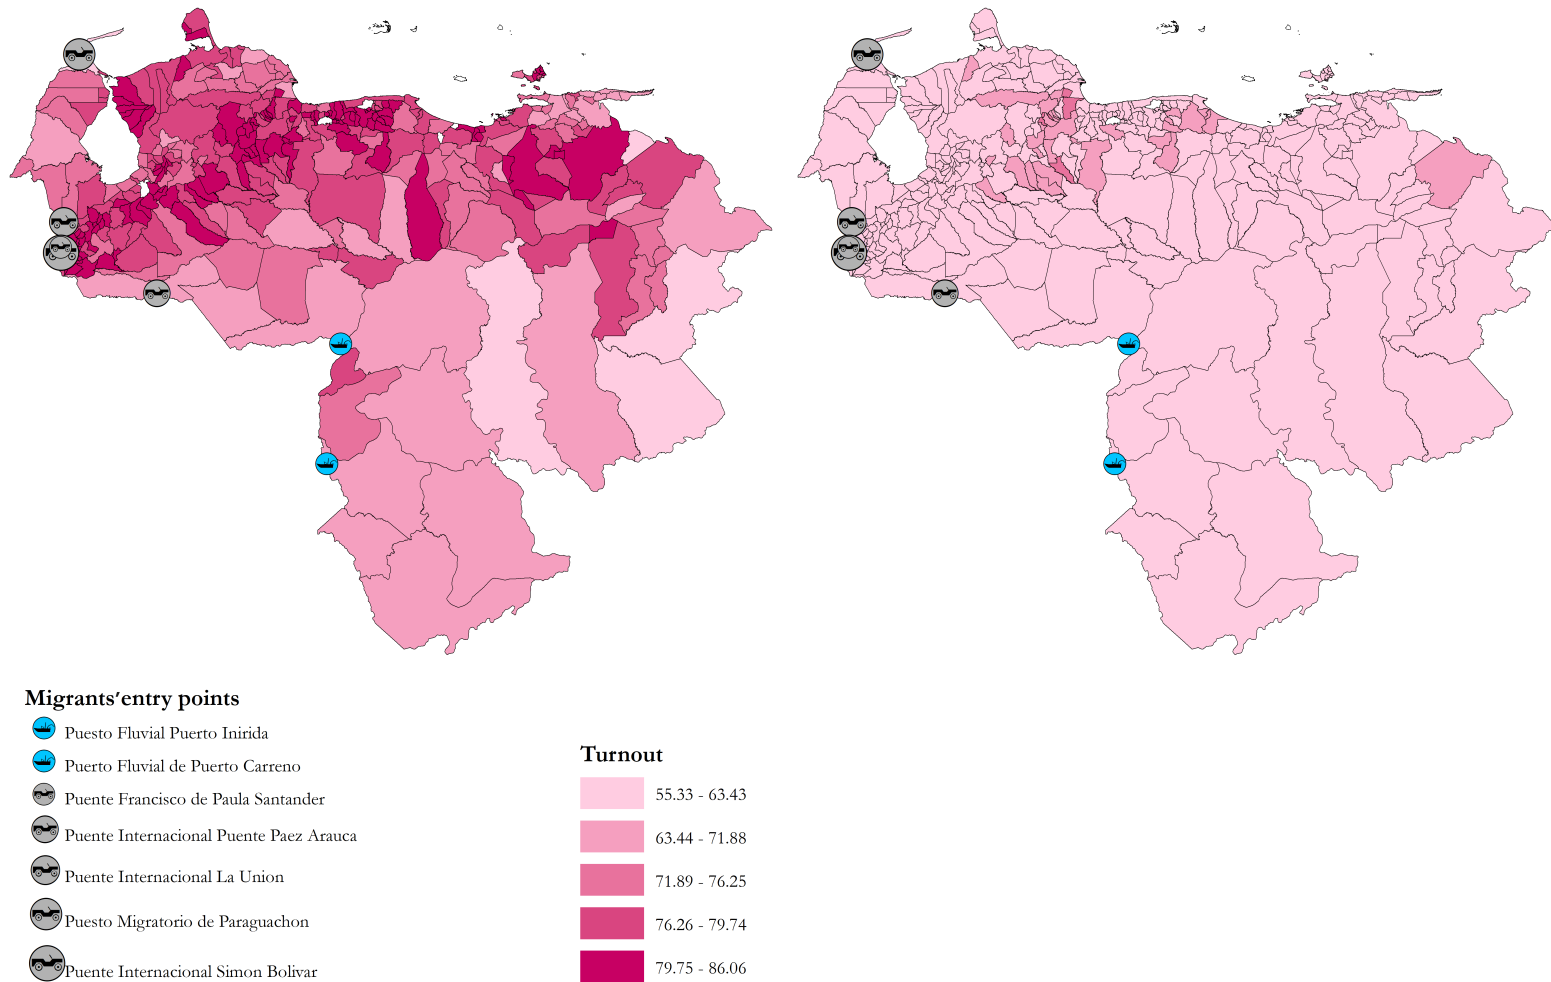 Migrants'entry points
Puesto Fluvial Puerto Inirida
Puerto Fluvial de Puerto Carreno
Puente Francisco de Paula Santander
Puente Internacional Puente Paez Arauca
Puente Internacional La Union
Puesto Migratorio de Paraguachon
Puente Internacional Simon Bolivar
Turnout
55.33 - 63.43
63.44 - 71.88
71.89 - 76.25
76.26 - 79.74
79.75 - 86.06